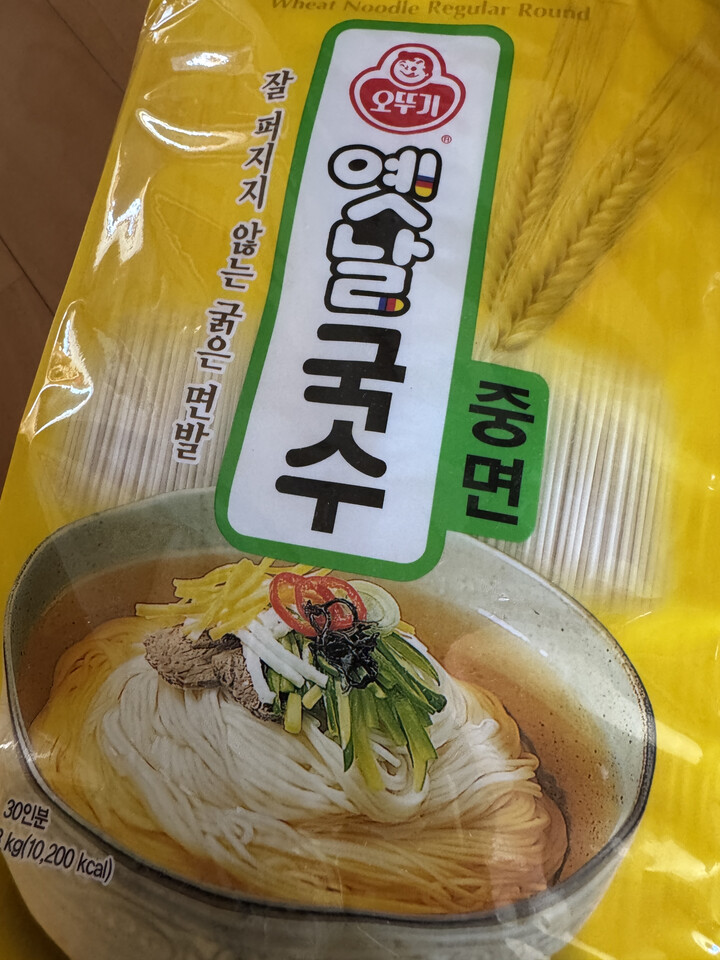 Wheat Noodle Regular Round
오뚜기
®
옛날
국수
중면
잘 퍼지지 않는 굵은 면발
30인분
kg(10,200 kcal)